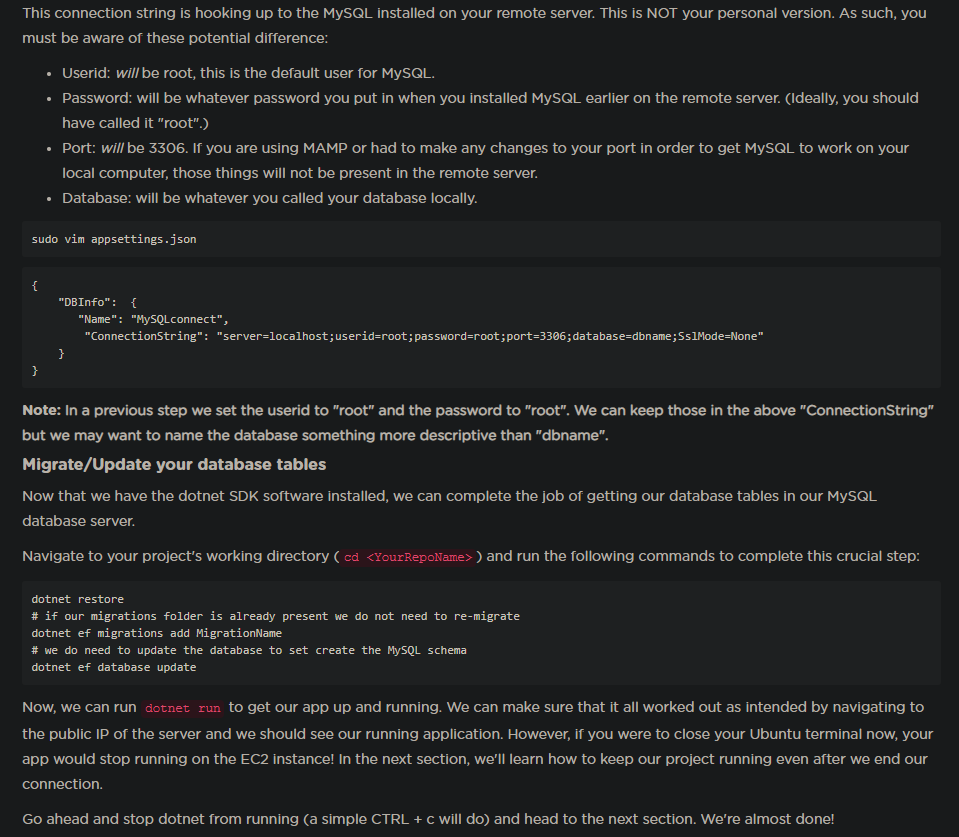 This connection string is hooking up to the MySQL installed on your remote server. This is NOT your personal version. As such, you
must be aware of these potential difference:
• Userid: will be root, this is the default user for MySQL.
• Password: will be whatever password you put in when you installed MySQL earlier on the remote server. (Ideally, you should
have called it "root".)
• Port: will be 3306. If you are using MAMP or had to make any changes to your port in order to get MySQL to work on your
local computer, those things will not be present in the remote server.
• Database: will be whatever you called your database locally.
sudo vim appsettings.json
{
    "DBInfo":  {
       "Name": "MySQLconnect",
        "ConnectionString": "server=localhost;userid=root;password=root;port=3306;database=dbname;SslMode=None"
    }
}
Note: In a previous step we set the userid to "root" and the password to "root". We can keep those in the above "ConnectionString"
but we may want to name the database something more descriptive than "dbname".
Migrate/Update your database tables
Now that we have the dotnet SDK software installed, we can complete the job of getting our database tables in our MySQL
database server.
Navigate to your project's working directory ( cd <YourRepoName> ) and run the following commands to complete this crucial step:
dotnet restore
# if our migrations folder is already present we do not need to re-migrate
dotnet ef migrations add MigrationName
# we do need to update the database to set create the MySQL schema
dotnet ef database update
Now, we can run dotnet run to get our app up and running. We can make sure that it all worked out as intended by navigating to
the public IP of the server and we should see our running application. However, if you were to close your Ubuntu terminal now, your
app would stop running on the EC2 instance! In the next section, we'll learn how to keep our project running even after we end our
connection.
Go ahead and stop dotnet from running (a simple CTRL + c will do) and head to the next section. We're almost done!